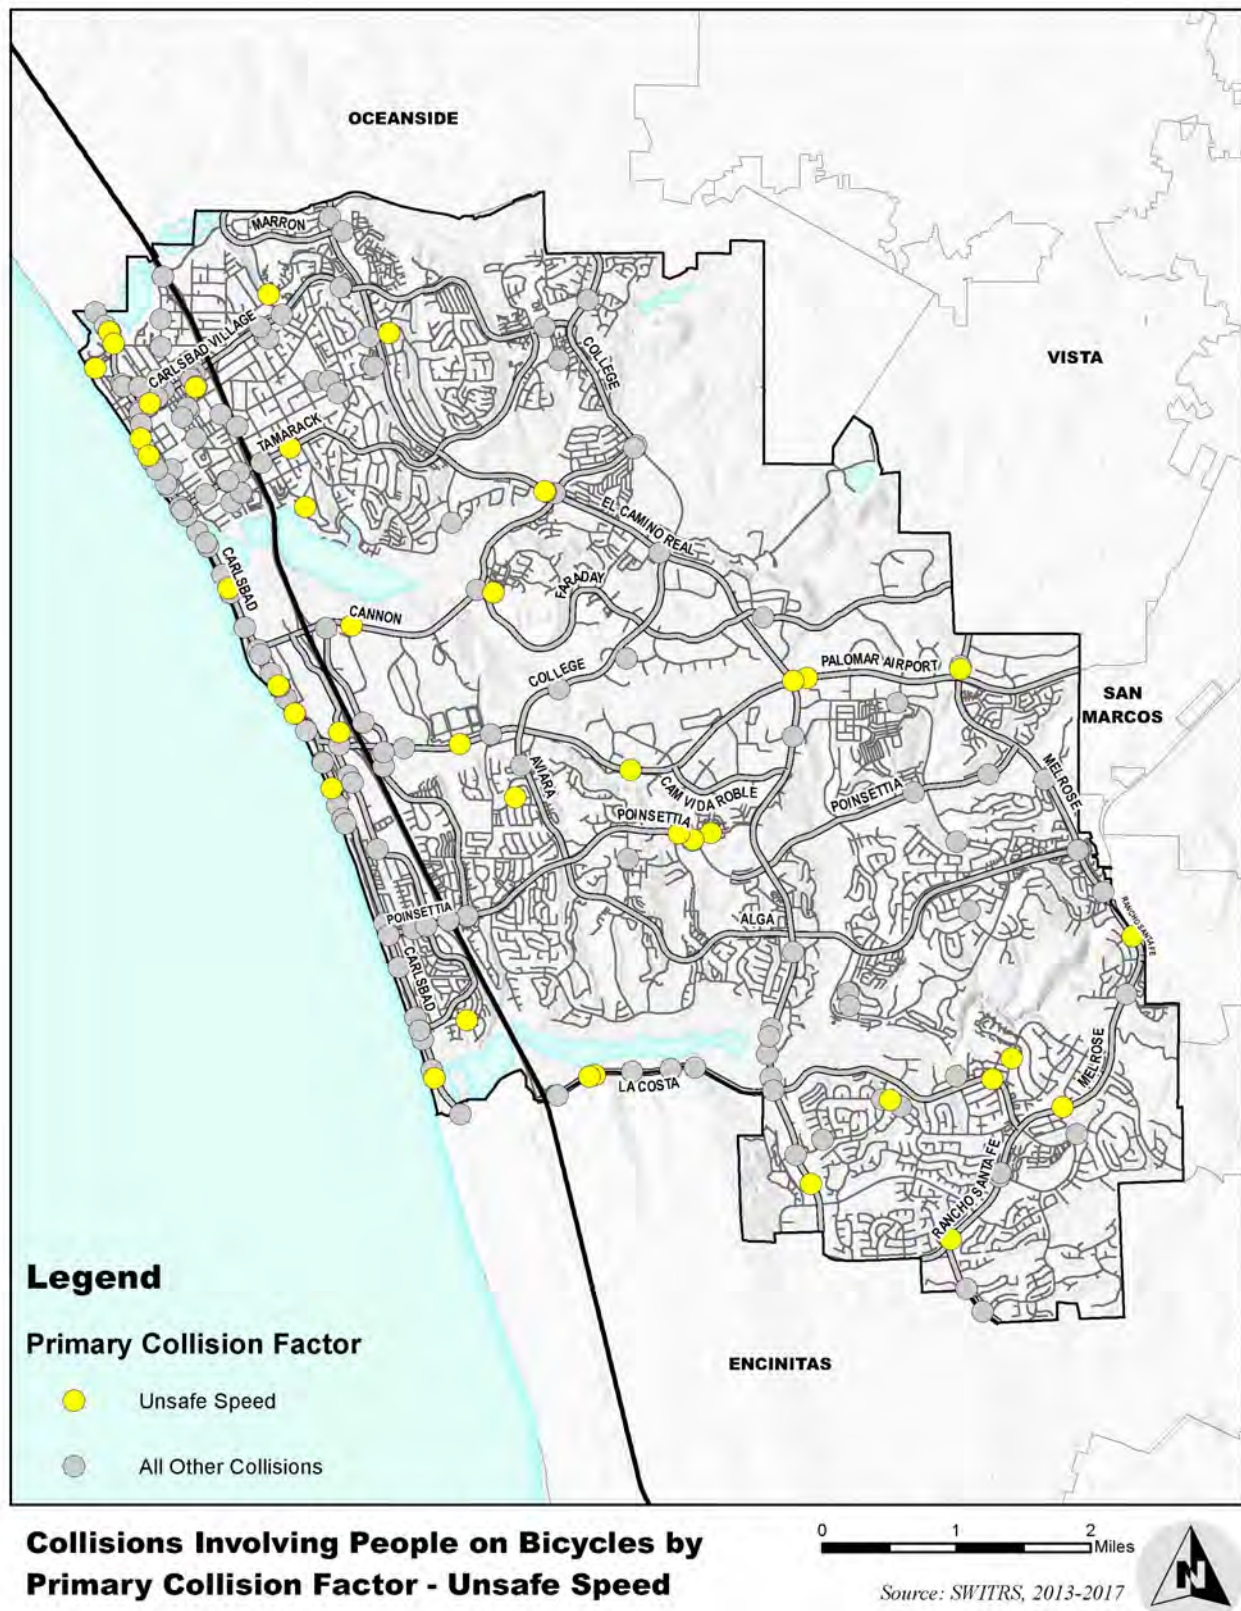 OCEANSIDE
MARRON
CARLSBAD VILLAGE
COLLEGE
VISTA
TAMARACK
EL CAMINO REAL
CARLSBAD
FARADAY
CANNON
COLLEGE
PALOMAR AIRPORT
SAN
MARCOS
AVIARA
CAM VIDA ROBLE
MELROSE
POINSETTIA
POINSETTIA
POINSETTIA
ALGA
RANCHO SANTA FE
CARLSBAD
LA COSTA
MELROSE
RANCHO SANTA FE
ENCINITAS
Legend
Primary Collision Factor
Unsafe Speed
All Other Collisions
Collisions Involving People on Bicycles by
Primary Collision Factor - Unsafe Speed
0 1 2
Miles
Source: SWITRS, 2013-2017
N